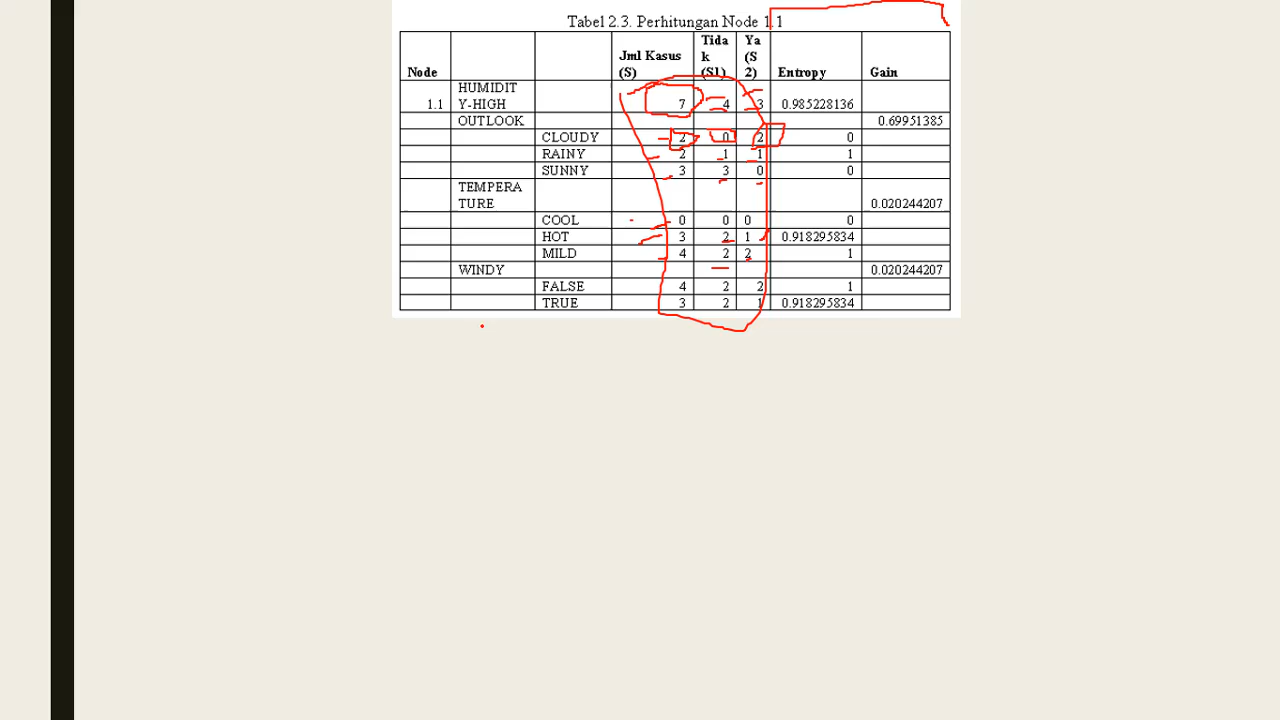 Tabel 2.3. Perhitungan Node 1.1
Node Jml Kasus (S) Tida k (S1) Ya (S 2) Entropy Gain
1.1 HUMIDIT Y-HIGH 7 4 3 0.985228136
OUTLOOK 0.69951385
CLOUDY 2 0 2 0
RAINY 2 1 1 1
SUNNY 3 3 0 0
TEMPERA TURE 0.020244207
COOL 0 0 0 0
HOT 3 2 1 0.918295834
MILD 4 2 2 1
WINDY 0.020244207
FALSE 4 2 2 1
TRUE 3 2 1 0.918295834